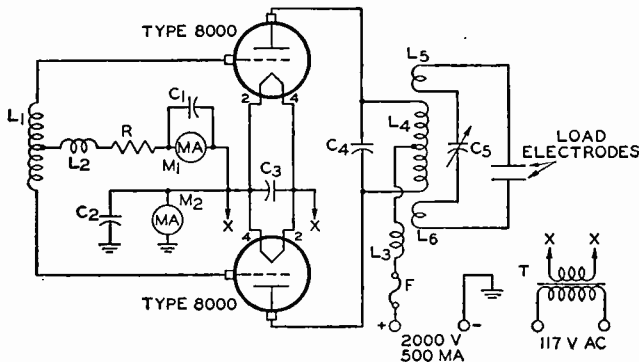 TYPE 8000
2 4
L1
L2
R
C1
MA
M1
C2
MA
M2
C3
X
X
4 2
TYPE 8000
C4
L4
L5
C5
L6
L3
F
LOAD
ELECTRODES
+
2000 V
500 MA
-
T
X X
117 V AC